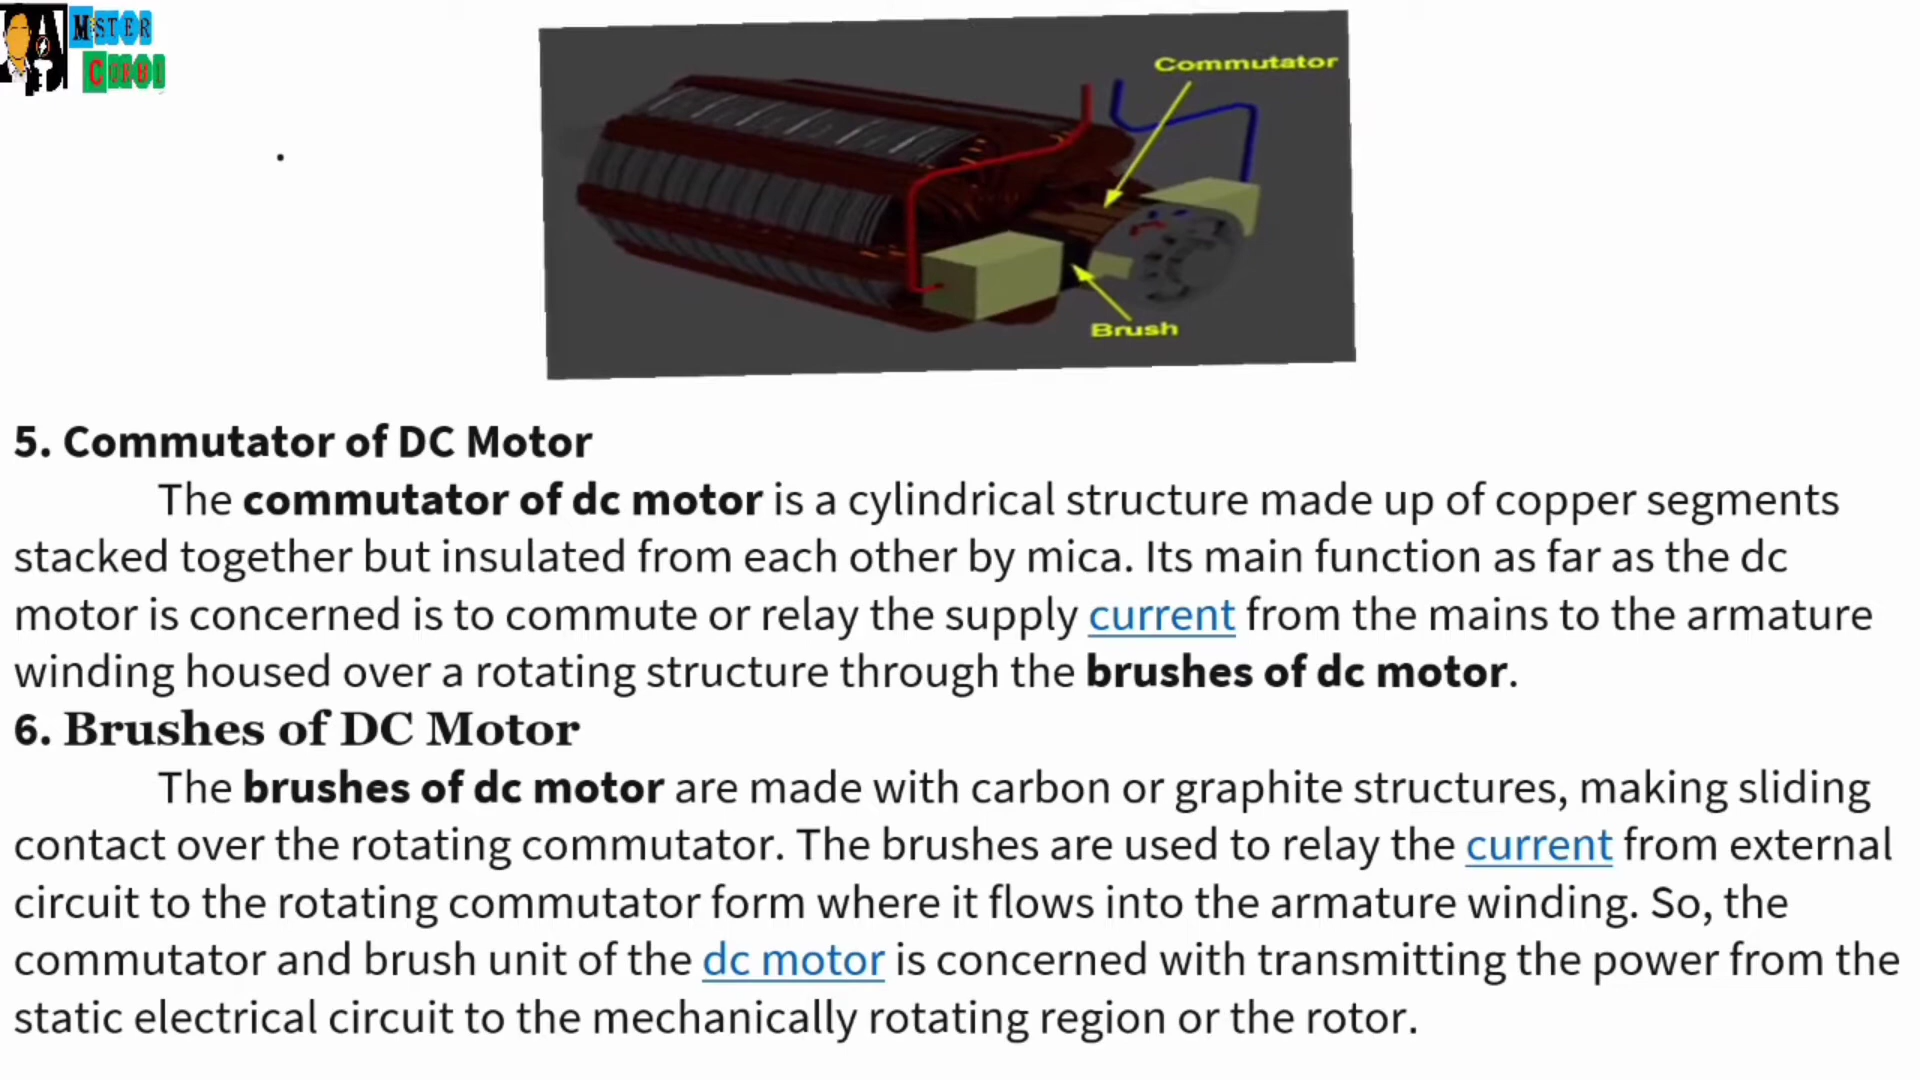 MSTER
CORBI
Commutator
Brush
5. Commutator of DC Motor
The commutator of dc motor is a cylindrical structure made up of copper segments
stacked together but insulated from each other by mica. Its main function as far as the dc
motor is concerned is to commute or relay the supply current from the mains to the armature
winding housed over a rotating structure through the brushes of dc motor.
6. Brushes of DC Motor
The brushes of dc motor are made with carbon or graphite structures, making sliding
contact over the rotating commutator. The brushes are used to relay the current from external
circuit to the rotating commutator form where it flows into the armature winding. So, the
commutator and brush unit of the dc motor is concerned with transmitting the power from the
static electrical circuit to the mechanically rotating region or the rotor.